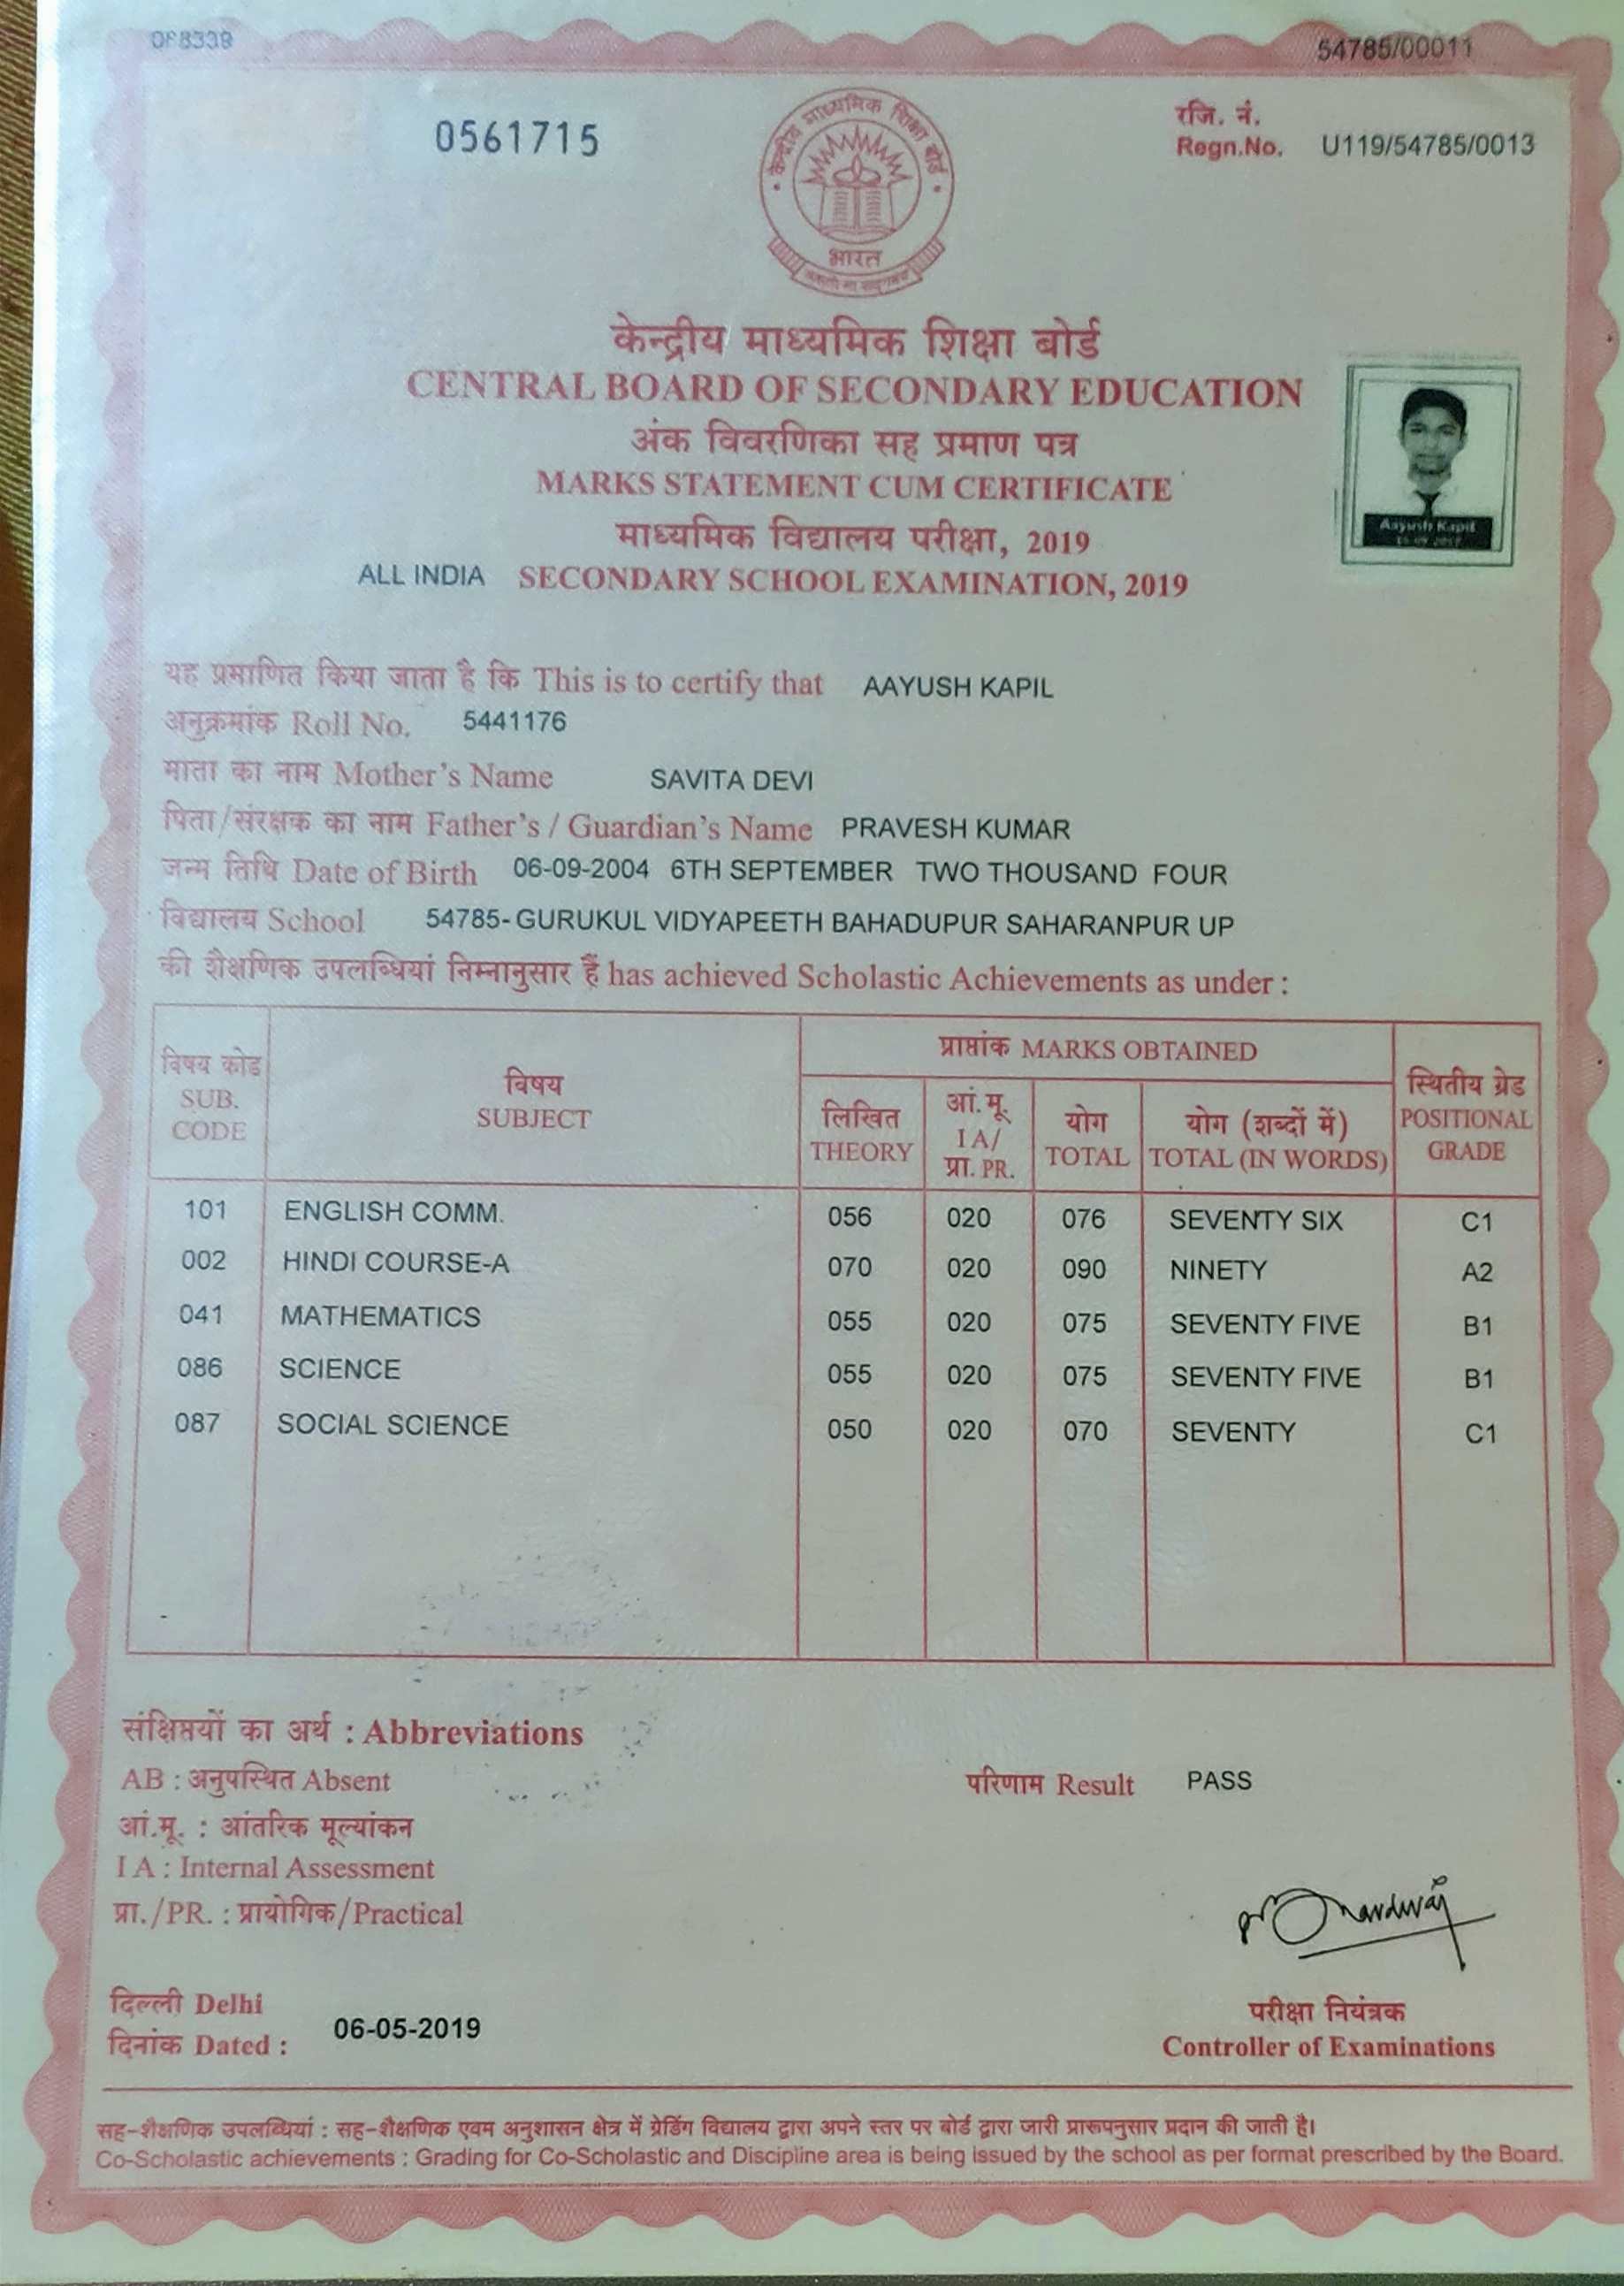 OF8339
54785/00011
0561715
रजि. नं.
Regn.No. U119/54785/0013
केन्द्रीय माध्यमिक शिक्षा बोर्ड
भारत
केन्द्रीय माध्यमिक शिक्षा बोर्ड
CENTRAL BOARD OF SECONDARY EDUCATION
अंक विवरणिका सह प्रमाण पत्र
MARKS STATEMENT CUM CERTIFICATE
माध्यमिक विद्यालय परीक्षा, 2019
ALL INDIA SECONDARY SCHOOL EXAMINATION, 2019
Aayush Kapil
यह प्रमाणित किया जाता है कि This is to certify that AAYUSH KAPIL
अनुक्रमांक Roll No. 5441176
माता का नाम Mother's Name SAVITA DEVI
पिता/संरक्षक का नाम Father's / Guardian's Name PRAVESH KUMAR
जन्म तिथि Date of Birth 06-09-2004 6TH SEPTEMBER TWO THOUSAND FOUR
विद्यालय School 54785- GURUKUL VIDYAPEETH BAHADUPUR SAHARANPUR UP
की शैक्षणिक उपलब्धियां निम्नानुसार हैं has achieved Scholastic Achievements as under :
विषय कोड SUB. CODE विषय SUBJECT प्राप्तांक MARKS OBTAINED स्थितीय ग्रेड POSITIONAL GRADE
लिखित THEORY आं.मू. I A/ प्रा. PR. योग TOTAL योग (शब्दों में) TOTAL (IN WORDS)
101 ENGLISH COMM. 056 020 076 SEVENTY SIX C1
002 HINDI COURSE-A 070 020 090 NINETY A2
041 MATHEMATICS 055 020 075 SEVENTY FIVE B1
086 SCIENCE 055 020 075 SEVENTY FIVE B1
087 SOCIAL SCIENCE 050 020 070 SEVENTY C1
संक्षिप्तयों का अर्थ : Abbreviations
AB : अनुपस्थित Absent
परिणाम Result PASS
आं.मू. : आंतरिक मूल्यांकन
I A : Internal Assessment
प्रा./PR. : प्रायोगिक/Practical
दिल्ली Delhi
दिनांक Dated : 06-05-2019
परीक्षा नियंत्रक
Controller of Examinations
सह-शैक्षणिक उपलब्धियां : सह-शैक्षणिक एवम अनुशासन क्षेत्र में ग्रेडिंग विद्यालय द्वारा अपने स्तर पर बोर्ड द्वारा जारी प्रारूपनुसार प्रदान की जाती है।
Co-Scholastic achievements : Grading for Co-Scholastic and Discipline area is being issued by the school as per format prescribed by the Board.